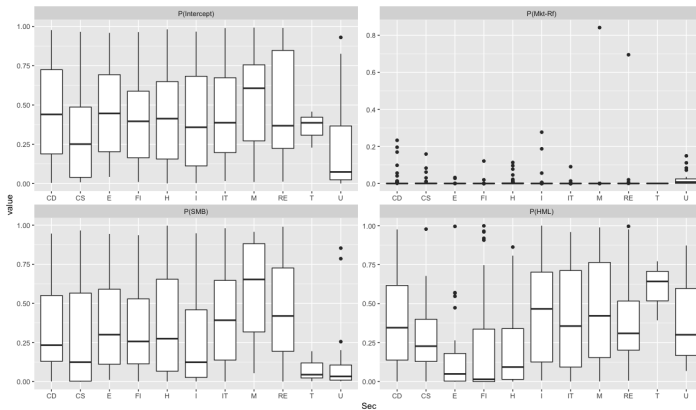 P(Intercept)
P(Mkt-Rf)
1.00
0.75
0.50
0.25
0.00
0.8
0.6
0.4
0.2
0.0
CD CS E FI H I IT M RE T U
CD CS E FI H I IT M RE T U
value
P(SMB)
P(HML)
1.00
0.75
0.50
0.25
0.00
1.00
0.75
0.50
0.25
0.00
CD CS E FI H I IT M RE T U
CD CS E FI H I IT M RE T U
Sec